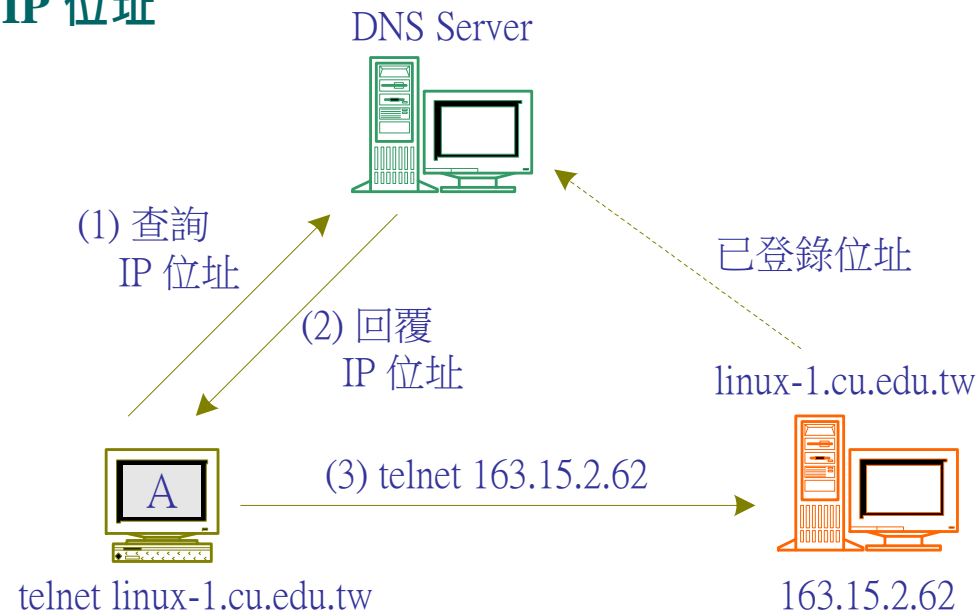 IP 位址
DNS Server
(1) 查詢
IP 位址
已登錄位址
(2) 回覆
IP 位址
linux-1.cu.edu.tw
A
(3) telnet 163.15.2.62
telnet linux-1.cu.edu.tw
163.15.2.62